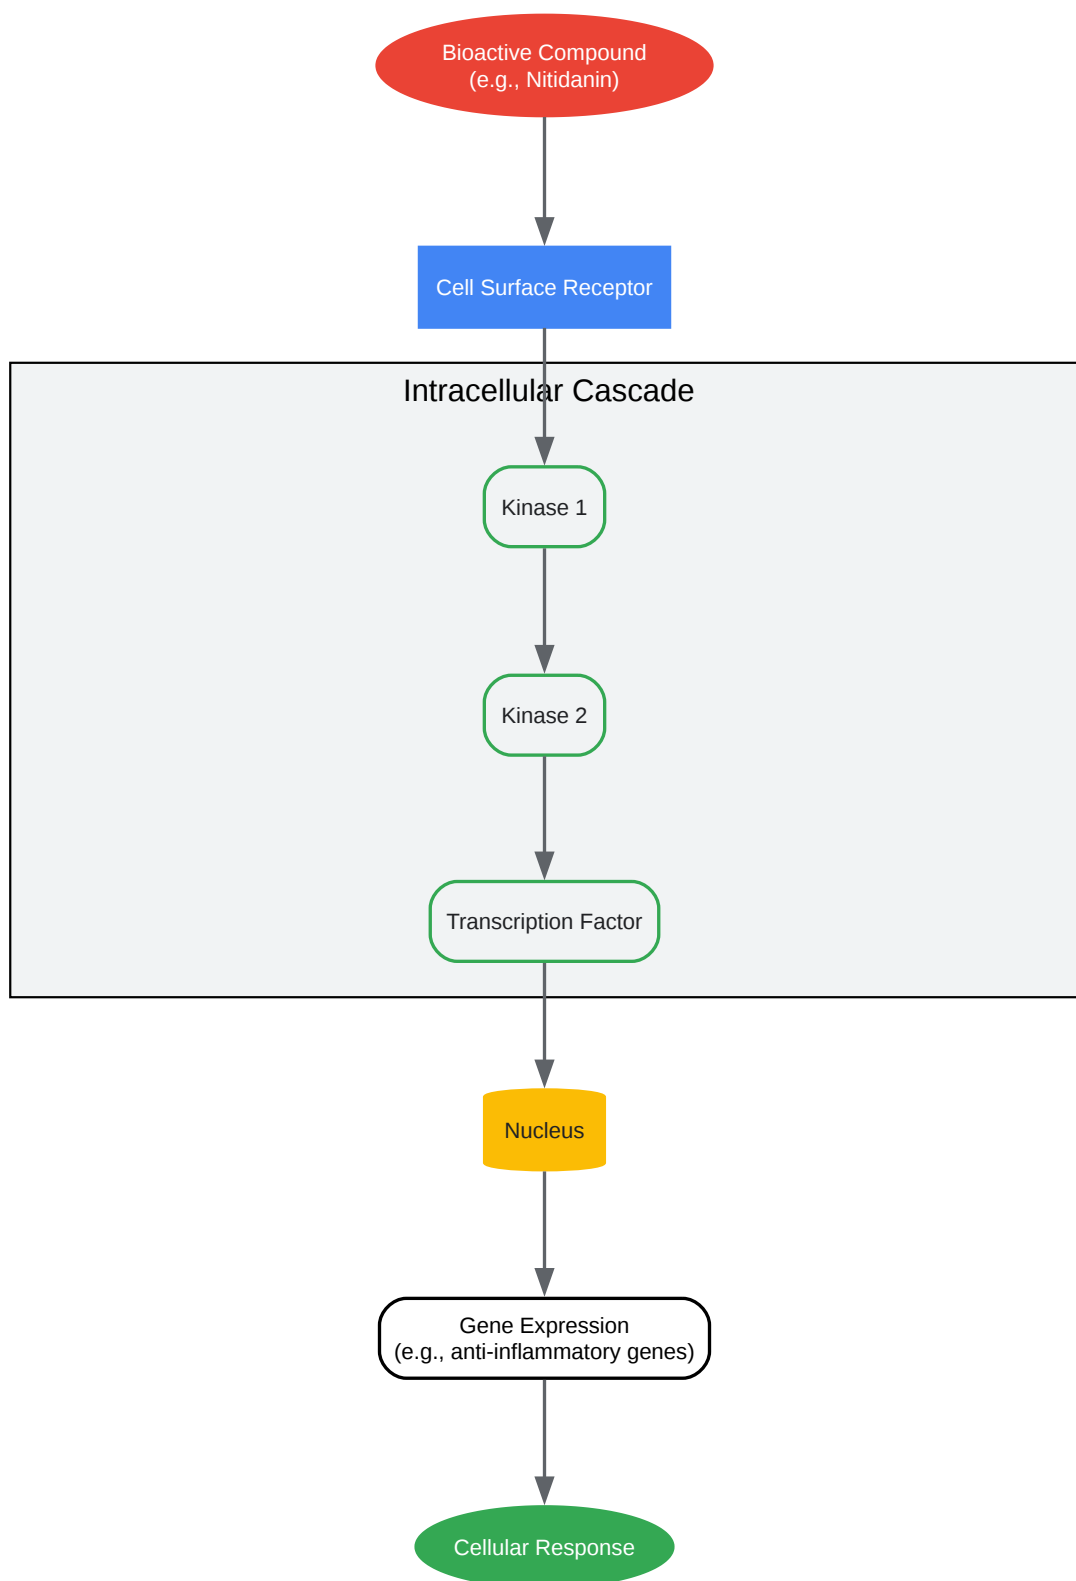 Bioactive Compound
(e.g., Nitidanin)
Cell Surface Receptor
Intracellular Cascade
Kinase 1
Kinase 2
Transcription Factor
Nucleus
Gene Expression
(e.g., anti-inflammatory genes)
Cellular Response